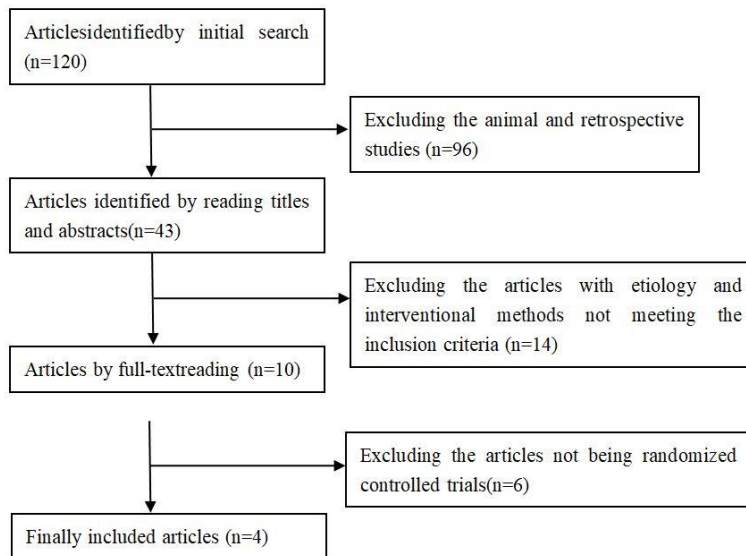 Articlesidentifiedby initial search
(n=120)
Excluding the animal and retrospective
studies (n=96)
Articles identified by reading titles
and abstracts(n=43)
Excluding the articles with etiology and
interventional methods not meeting the
inclusion criteria (n=14)
Articles by full-textreading (n=10)
Excluding the articles not being randomized
controlled trials(n=6)
Finally included articles (n=4)